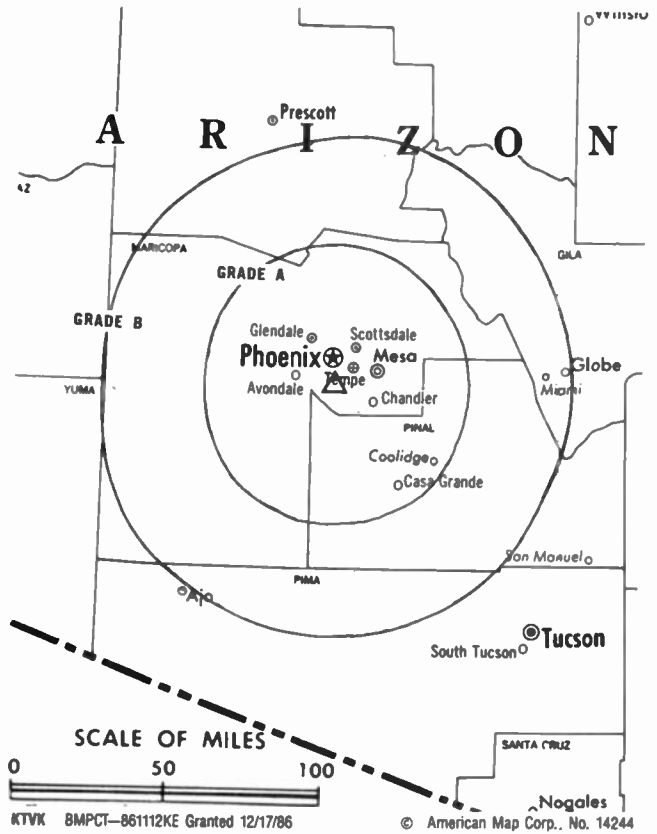 Winslo
Prescott
A R I Z O N
AZ
MARICOPA
GILA
GRADE A
GRADE B
Glendale
Scottsdale
Phoenix
Mesa
Tempe
Globe
Miami
YUMA
Avondale
Chandler
PINAL
Coolidge
Casa Grande
San Manuel
PIMA
Ajo
Tucson
South Tucson
SCALE OF MILES
0 50 100
SANTA CRUZ
Nogales
KTVK BMPCT—861112KE Granted 12/17/86
© American Map Corp., No. 14244